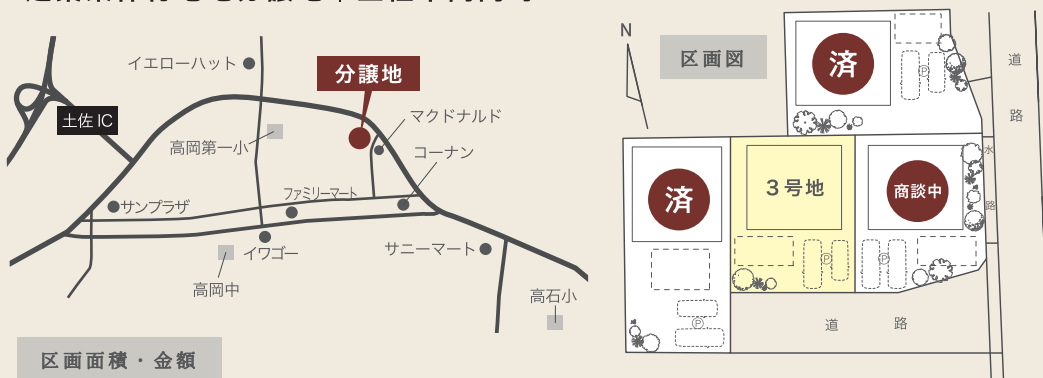 イエローハット
分譲地
土佐 IC
マクドナルド
高岡第一小
コーナン
ファミリーマート
サンプラザ
イワゴー
サニーマート
高岡中
高石小
区画面積・金額
N
区画図
済
P
道路
水路
済
3号地
商談中
P
P
P
道路